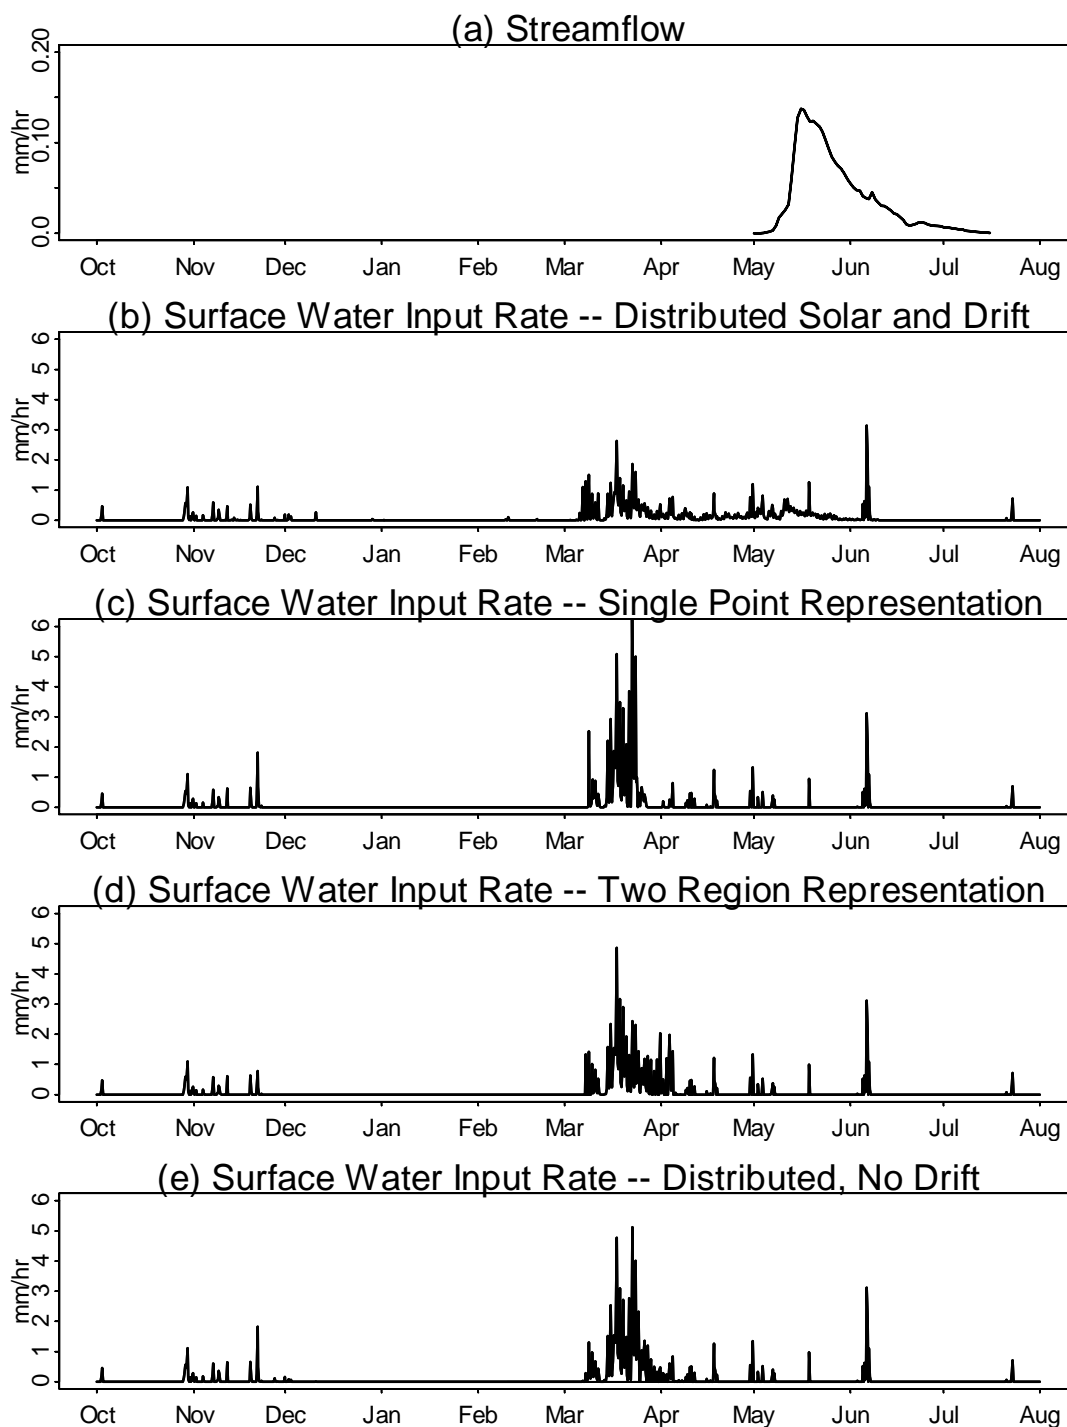 (a) Streamflow
mm/hr
0.0 0.10 0.20
Oct Nov Dec Jan Feb Mar Apr May Jun Jul Aug
(b) Surface Water Input Rate -- Distributed Solar and Drift
mm/hr
0 1 2 3 4 5 6
Oct Nov Dec Jan Feb Mar Apr May Jun Jul Aug
(c) Surface Water Input Rate -- Single Point Representation
mm/hr
0 1 2 3 4 5 6
Oct Nov Dec Jan Feb Mar Apr May Jun Jul Aug
(d) Surface Water Input Rate -- Two Region Representation
mm/hr
0 1 2 3 4 5 6
Oct Nov Dec Jan Feb Mar Apr May Jun Jul Aug
(e) Surface Water Input Rate -- Distributed, No Drift
mm/hr
0 1 2 3 4 5 6
Oct Nov Dec Jan Feb Mar Apr May Jun Jul Aug